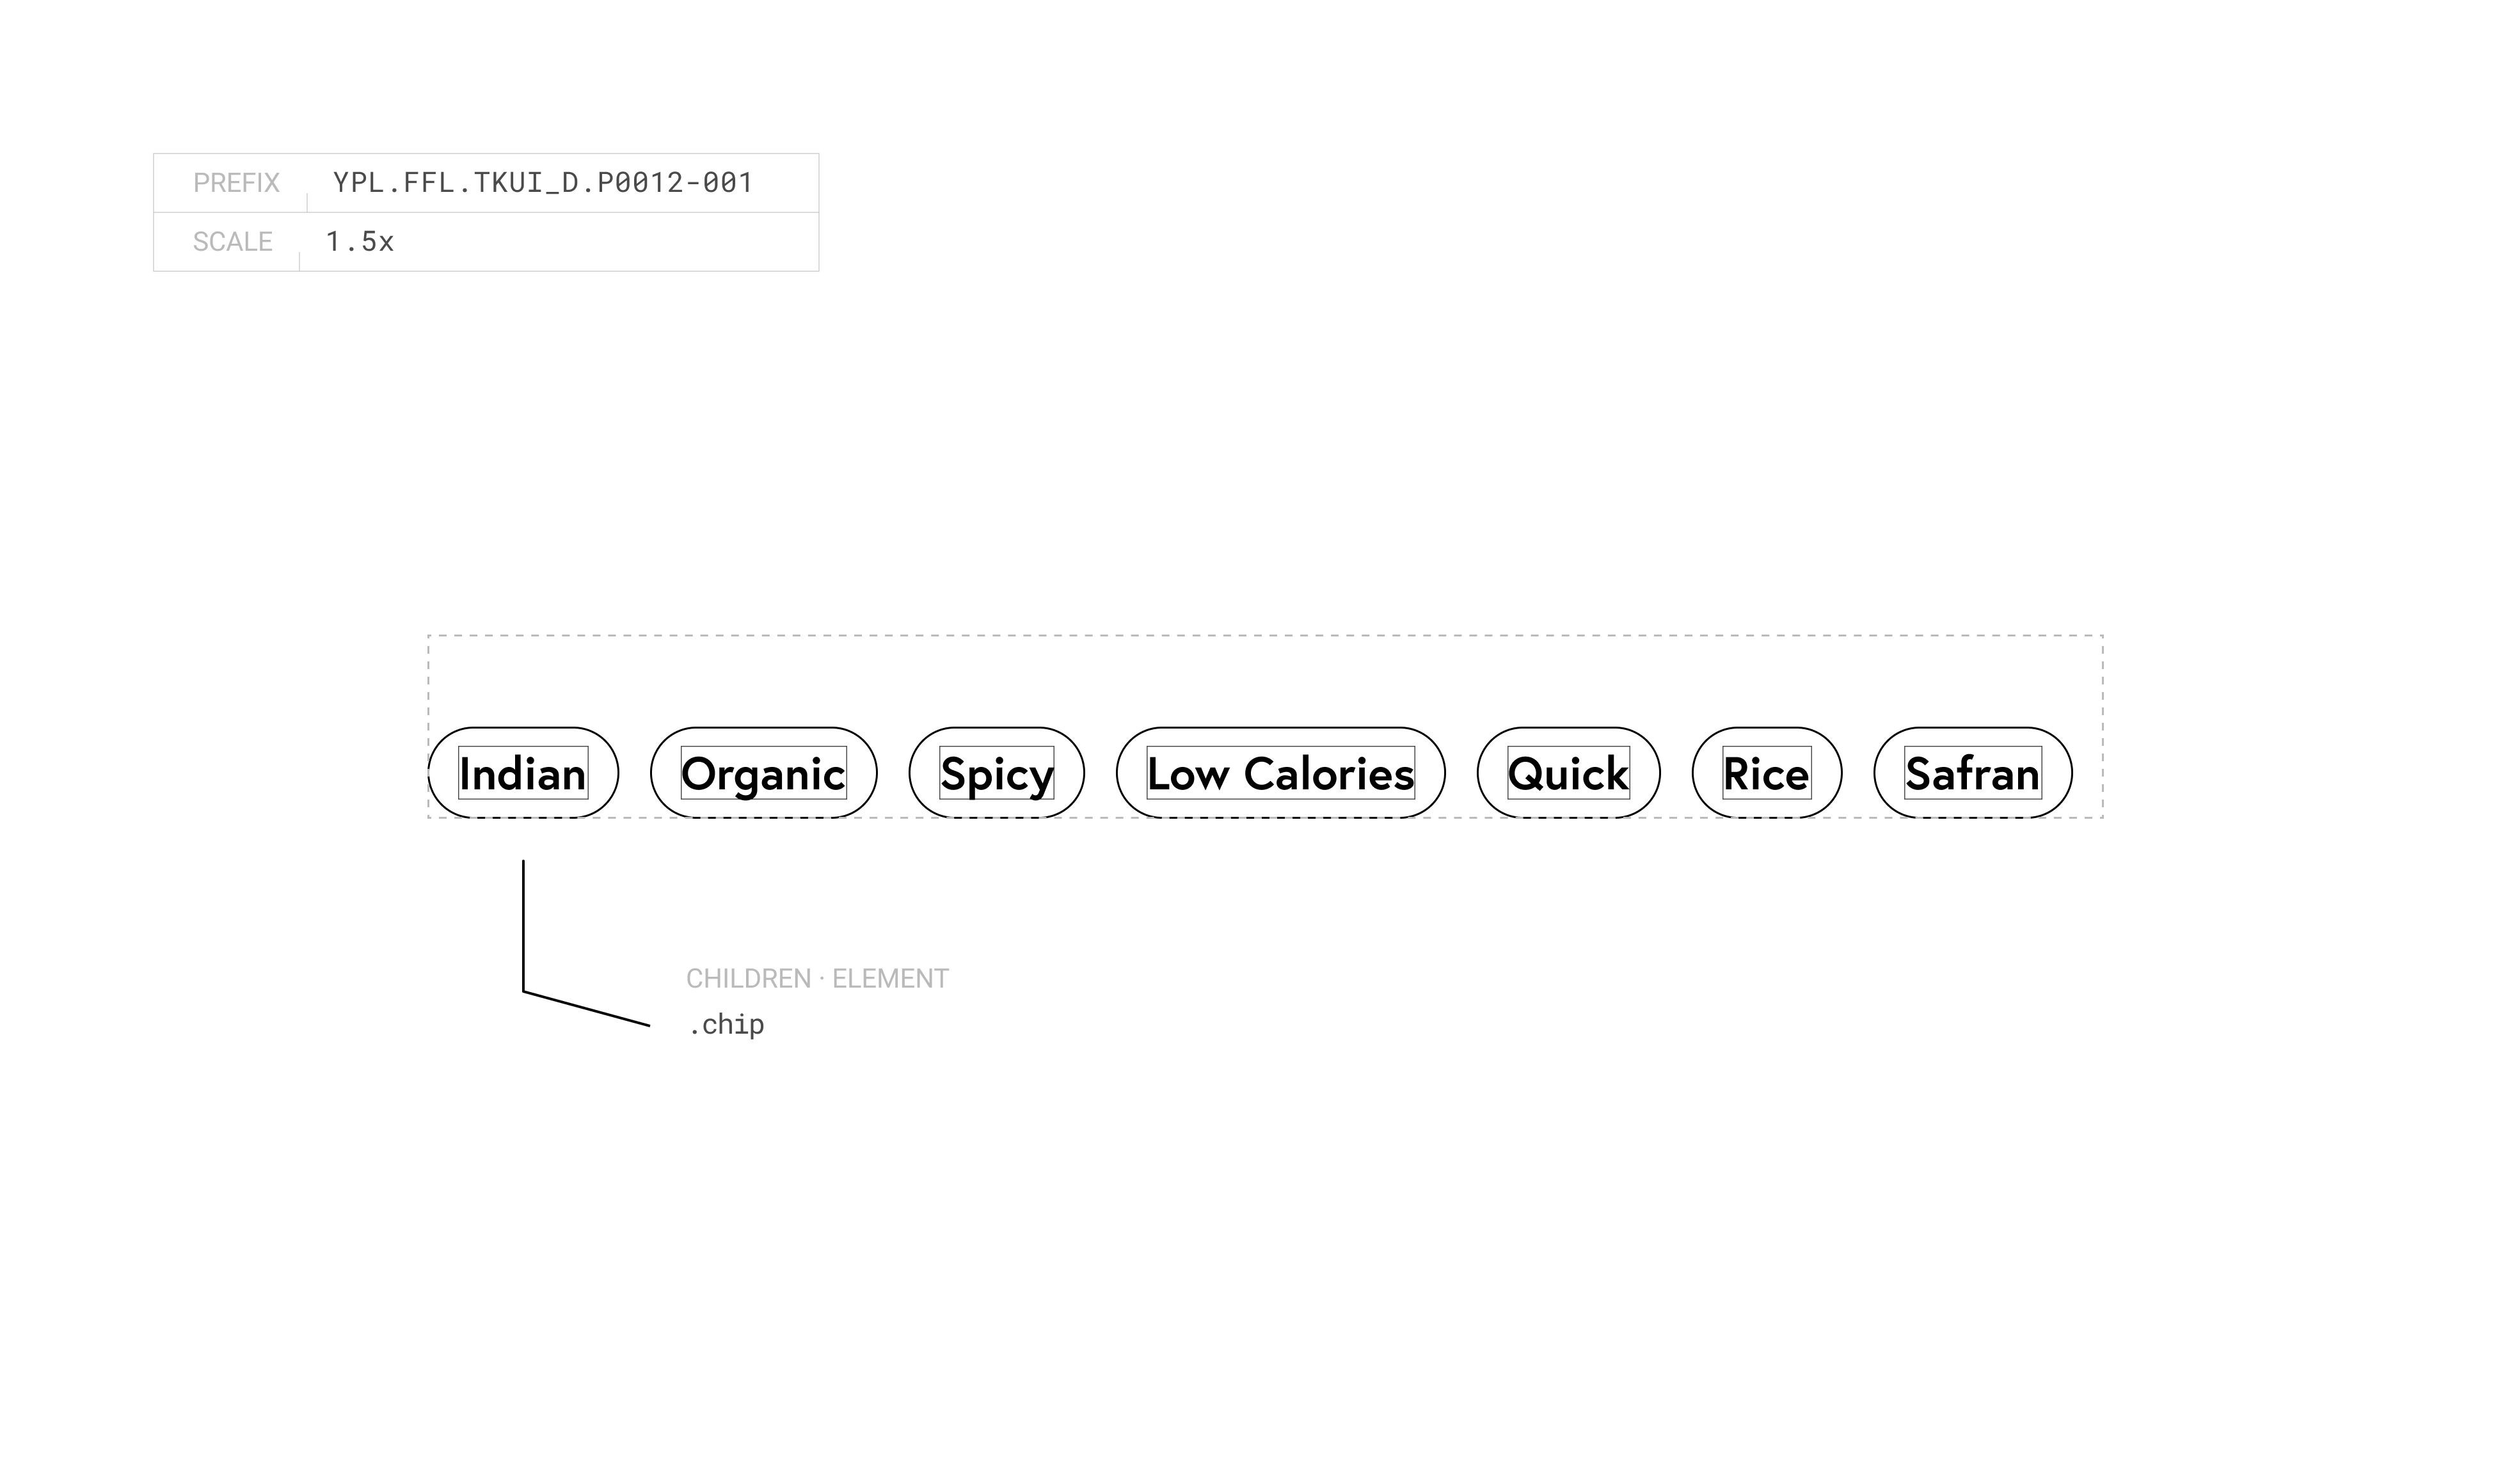 PREFIX YPL.FFL.TKUI_D.P0012-001
SCALE 1.5x
Indian Organic Spicy Low Calories Quick Rice Safran
CHILDREN · ELEMENT
.chip